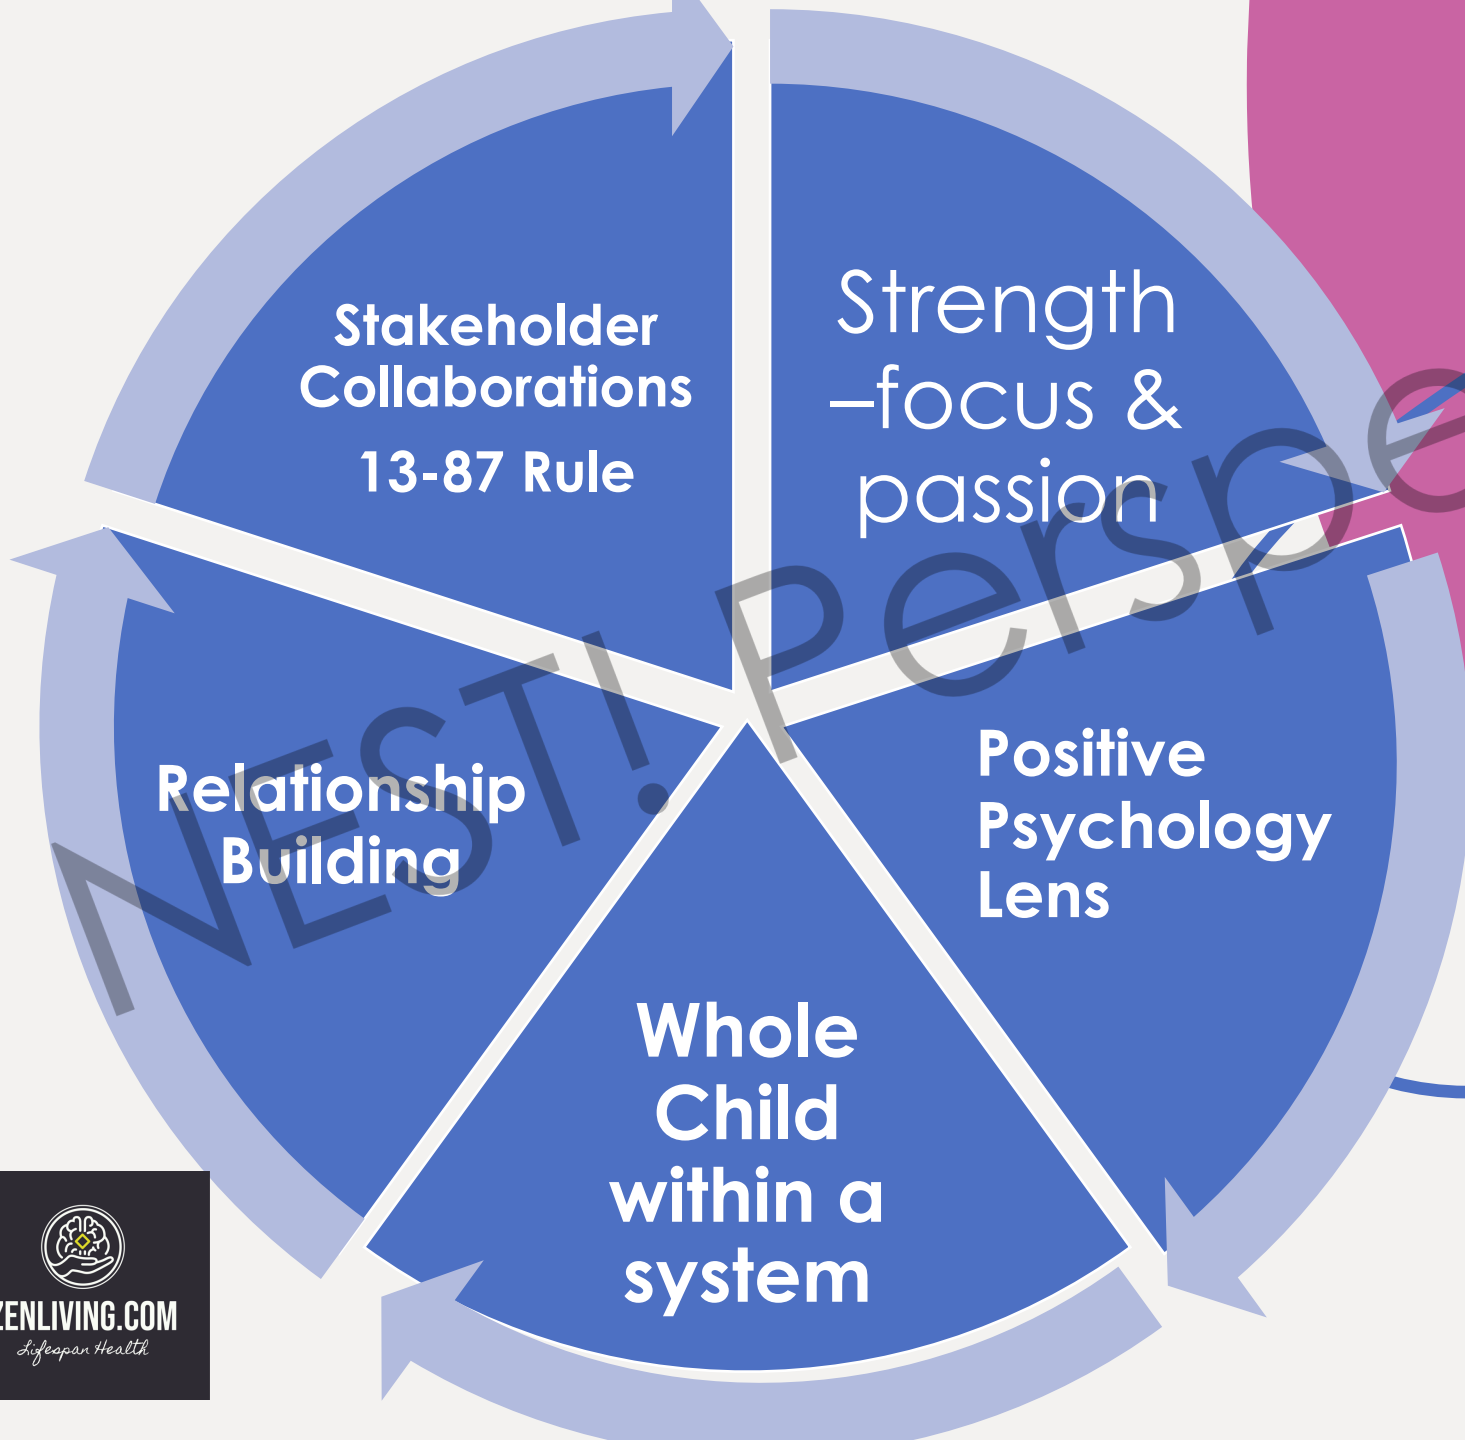 Stakeholder
Collaborations
13-87 Rule
Strength
–focus &
passion
Positive
Psychology
Lens
Whole
Child
within a
system
Relationship
Building
NEST! Perspe
ZENLIVING.COM
Lifespan Health